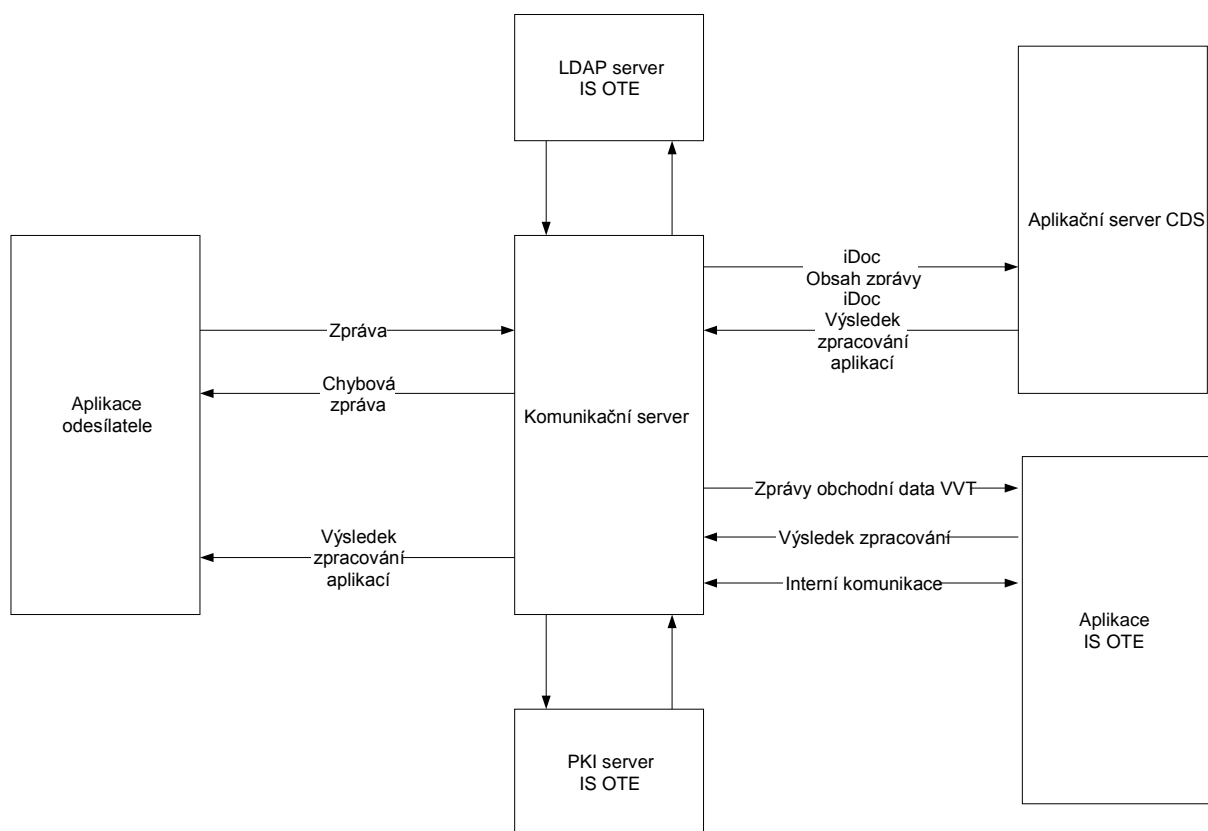 LDAP server
IS OTE
Aplikační server CDS
iDoc
Obsah zprávy
iDoc
Výsledek
zpracování
aplikací
Zpráva
Chybová
zpráva
Aplikace
odesílatele
Komunikační server
Výsledek
zpracování
aplikací
Zprávy obchodní data VVT
Výsledek zpracování
Interní komunikace
Aplikace
IS OTE
PKI server
IS OTE